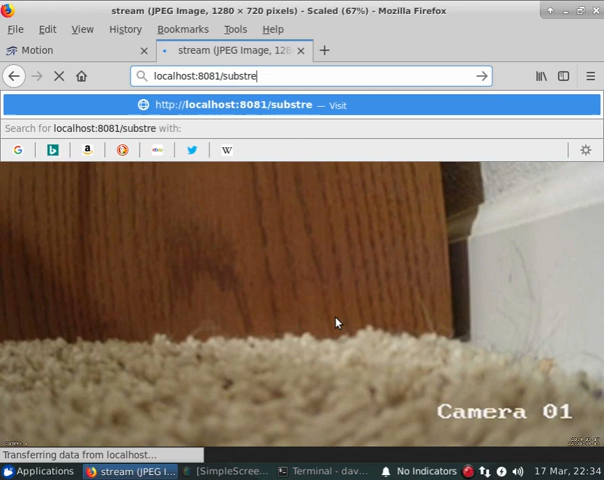 stream (JPEG Image, 1280 × 720 pixels) - Scaled (67%) - Mozilla Firefox
File Edit View History Bookmarks Tools Help
Motion
stream (JPEG Image, 128
localhost:8081/substre
http://localhost:8081/substre — Visit
Search for localhost:8081/substre with:
G b a ebay W
Camera 01
Transferring data from localhost...
Applications stream (JPEG I... [SimpleScree... Terminal - dav... No Indicators 17 Mar, 22:34